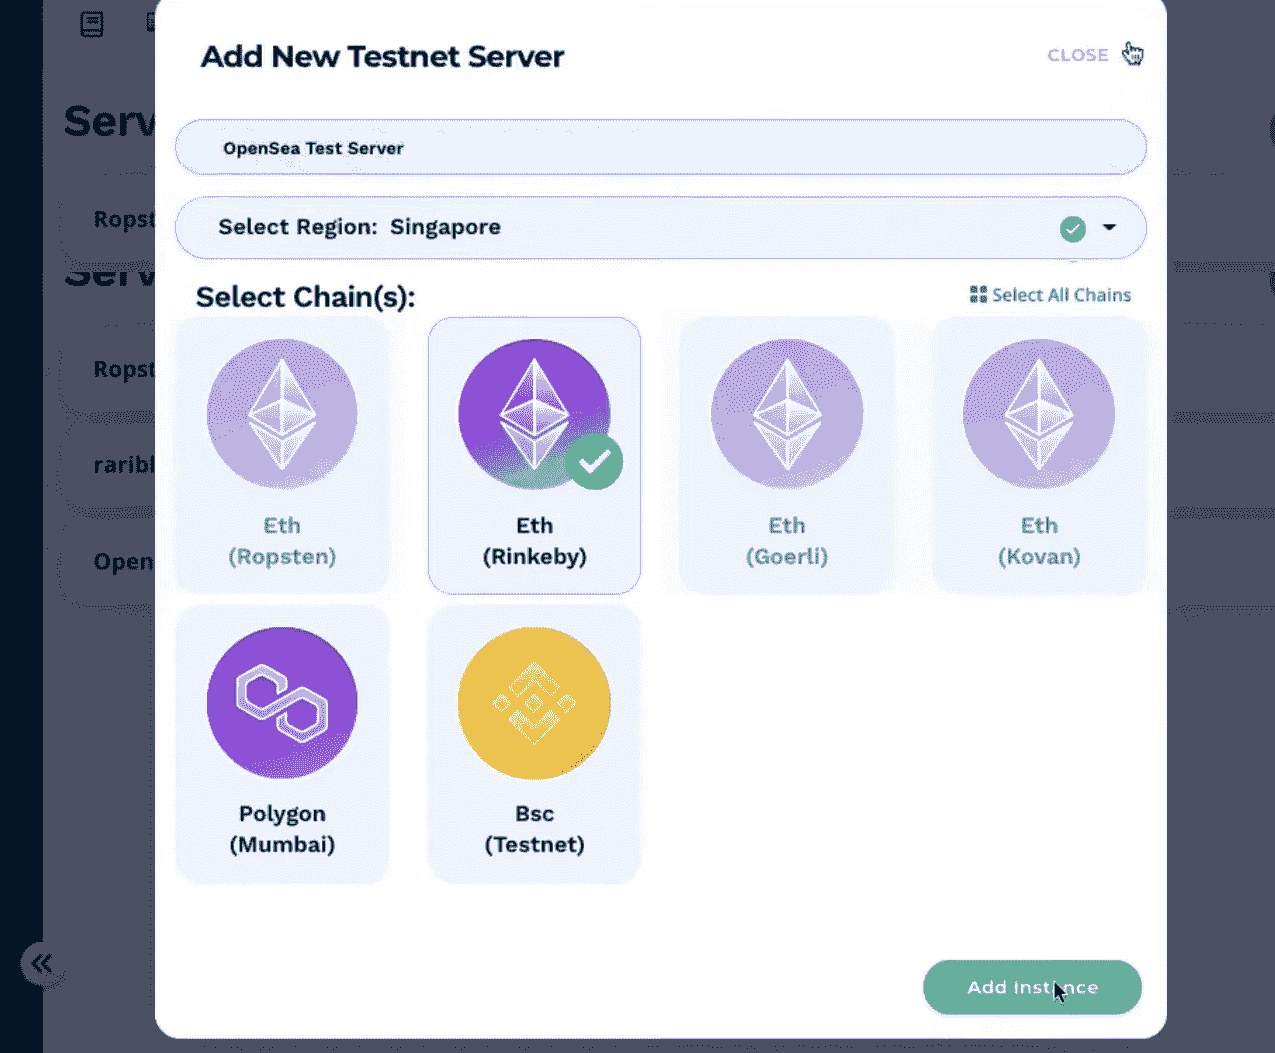 Add New Testnet Server
CLOSE
Serv
OpenSea Test Server
Ropst
Select Region: Singapore
Serv
Select Chain(s):
Select All Chains
Ropst
raribl
Eth
(Ropsten)
Eth
(Rinkeby)
Eth
(Goerli)
Eth
(Kovan)
Open
Polygon
(Mumbai)
Bsc
(Testnet)
Add Instance